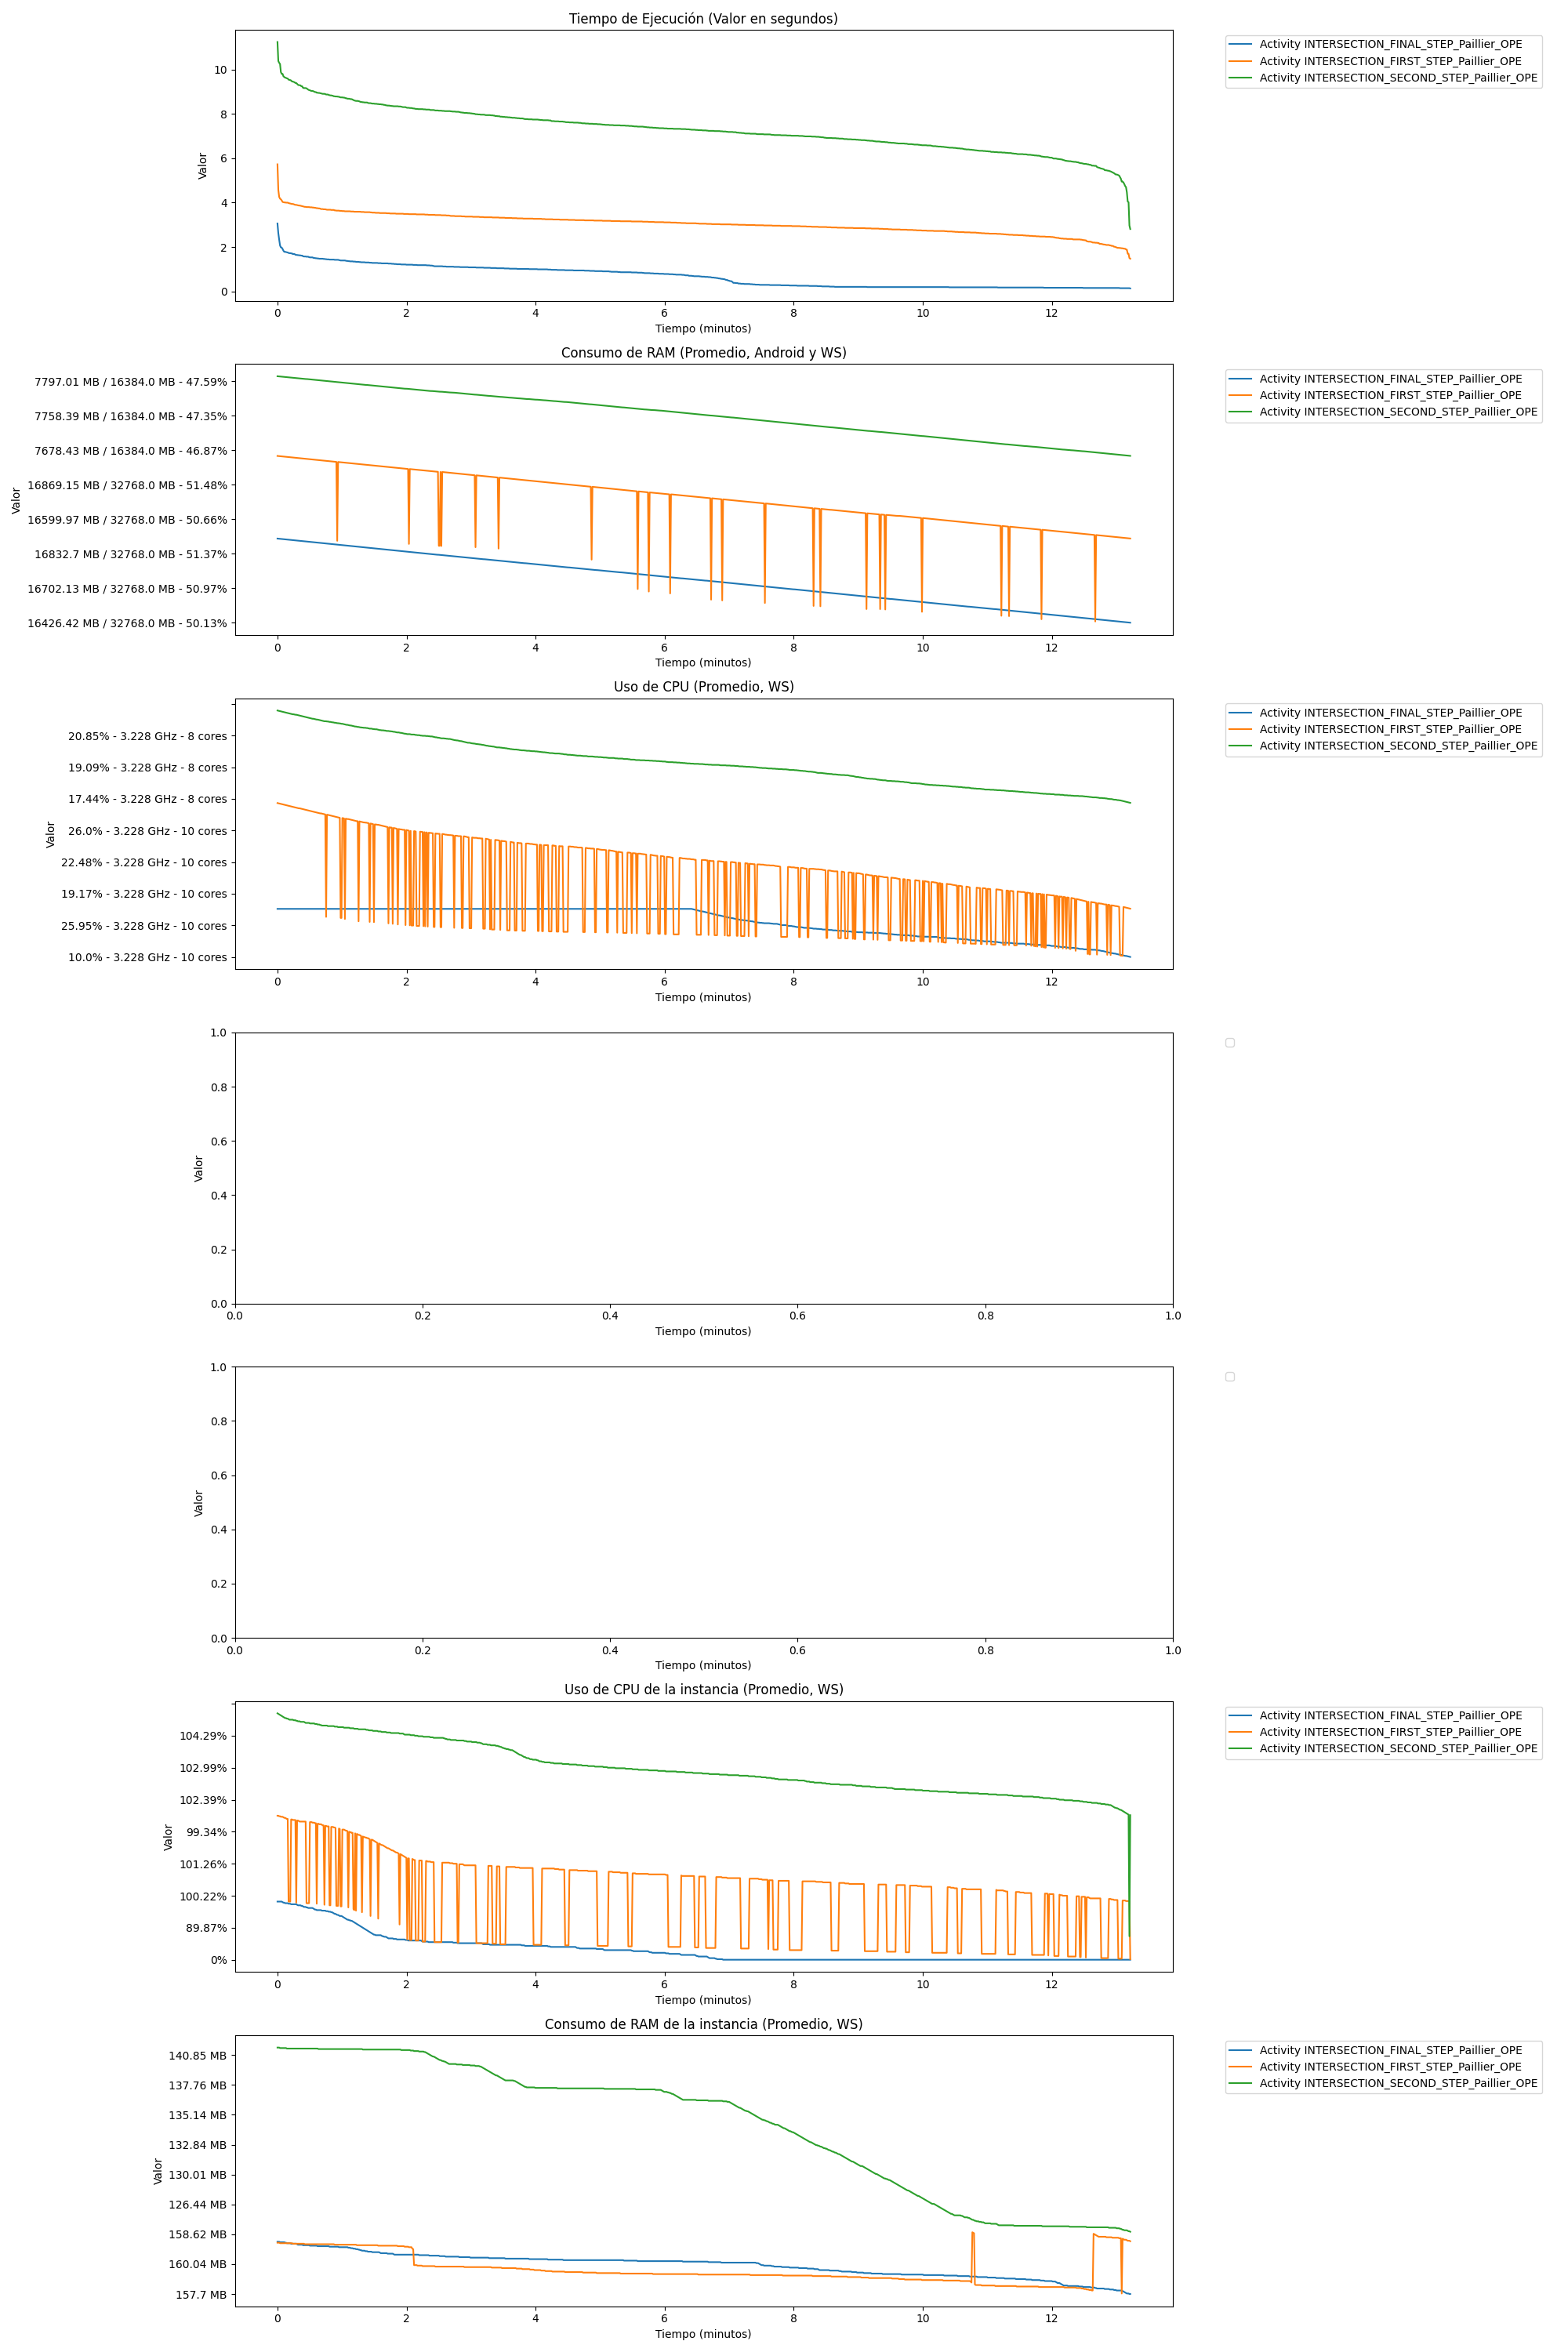 Tiempo de Ejecución (Valor en segundos)
Valor
10
8
6
4
2
0
0 2 4 6 8 10 12
Tiempo (minutos)
Activity INTERSECTION_FINAL_STEP_Paillier_OPE
Activity INTERSECTION_FIRST_STEP_Paillier_OPE
Activity INTERSECTION_SECOND_STEP_Paillier_OPE
Consumo de RAM (Promedio, Android y WS)
Valor
7797.01 MB / 16384.0 MB - 47.59%
7758.39 MB / 16384.0 MB - 47.35%
7678.43 MB / 16384.0 MB - 46.87%
16869.15 MB / 32768.0 MB - 51.48%
16599.97 MB / 32768.0 MB - 50.66%
16832.7 MB / 32768.0 MB - 51.37%
16702.13 MB / 32768.0 MB - 50.97%
16426.42 MB / 32768.0 MB - 50.13%
0 2 4 6 8 10 12
Tiempo (minutos)
Activity INTERSECTION_FINAL_STEP_Paillier_OPE
Activity INTERSECTION_FIRST_STEP_Paillier_OPE
Activity INTERSECTION_SECOND_STEP_Paillier_OPE
Uso de CPU (Promedio, WS)
Valor
20.85% - 3.228 GHz - 8 cores
19.09% - 3.228 GHz - 8 cores
17.44% - 3.228 GHz - 8 cores
26.0% - 3.228 GHz - 10 cores
22.48% - 3.228 GHz - 10 cores
19.17% - 3.228 GHz - 10 cores
25.95% - 3.228 GHz - 10 cores
10.0% - 3.228 GHz - 10 cores
0 2 4 6 8 10 12
Tiempo (minutos)
Activity INTERSECTION_FINAL_STEP_Paillier_OPE
Activity INTERSECTION_FIRST_STEP_Paillier_OPE
Activity INTERSECTION_SECOND_STEP_Paillier_OPE
Valor
1.0
0.8
0.6
0.4
0.2
0.0
0.0 0.2 0.4 0.6 0.8 1.0
Tiempo (minutos)
Valor
1.0
0.8
0.6
0.4
0.2
0.0
0.0 0.2 0.4 0.6 0.8 1.0
Tiempo (minutos)
Uso de CPU de la instancia (Promedio, WS)
Valor
104.29%
102.99%
102.39%
99.34%
101.26%
100.22%
89.87%
0%
0 2 4 6 8 10 12
Tiempo (minutos)
Activity INTERSECTION_FINAL_STEP_Paillier_OPE
Activity INTERSECTION_FIRST_STEP_Paillier_OPE
Activity INTERSECTION_SECOND_STEP_Paillier_OPE
Consumo de RAM de la instancia (Promedio, WS)
Valor
140.85 MB
137.76 MB
135.14 MB
132.84 MB
130.01 MB
126.44 MB
158.62 MB
160.04 MB
157.7 MB
0 2 4 6 8 10 12
Tiempo (minutos)
Activity INTERSECTION_FINAL_STEP_Paillier_OPE
Activity INTERSECTION_FIRST_STEP_Paillier_OPE
Activity INTERSECTION_SECOND_STEP_Paillier_OPE